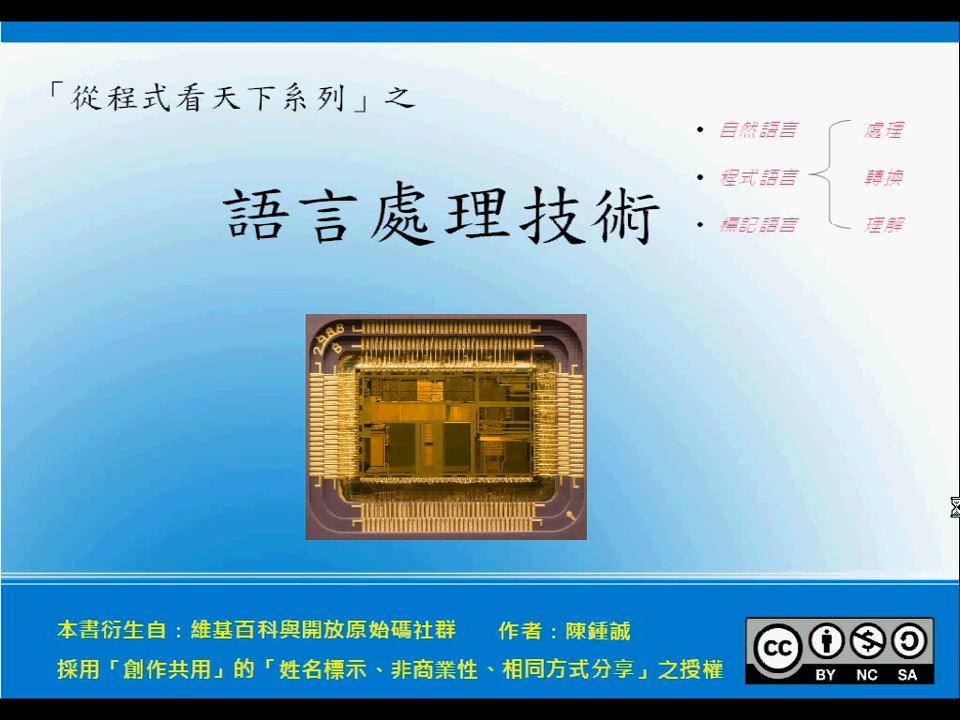 「從程式看天下系列」之
語言處理技術
• 自然語言 處理
• 程式語言 轉換
• 標記語言 理解
本書衍生自：維基百科與開放原始碼社群 作者：陳鍾誠
採用「創作共用」的「姓名標示、非商業性、相同方式分享」之授權
CC BY NC SA